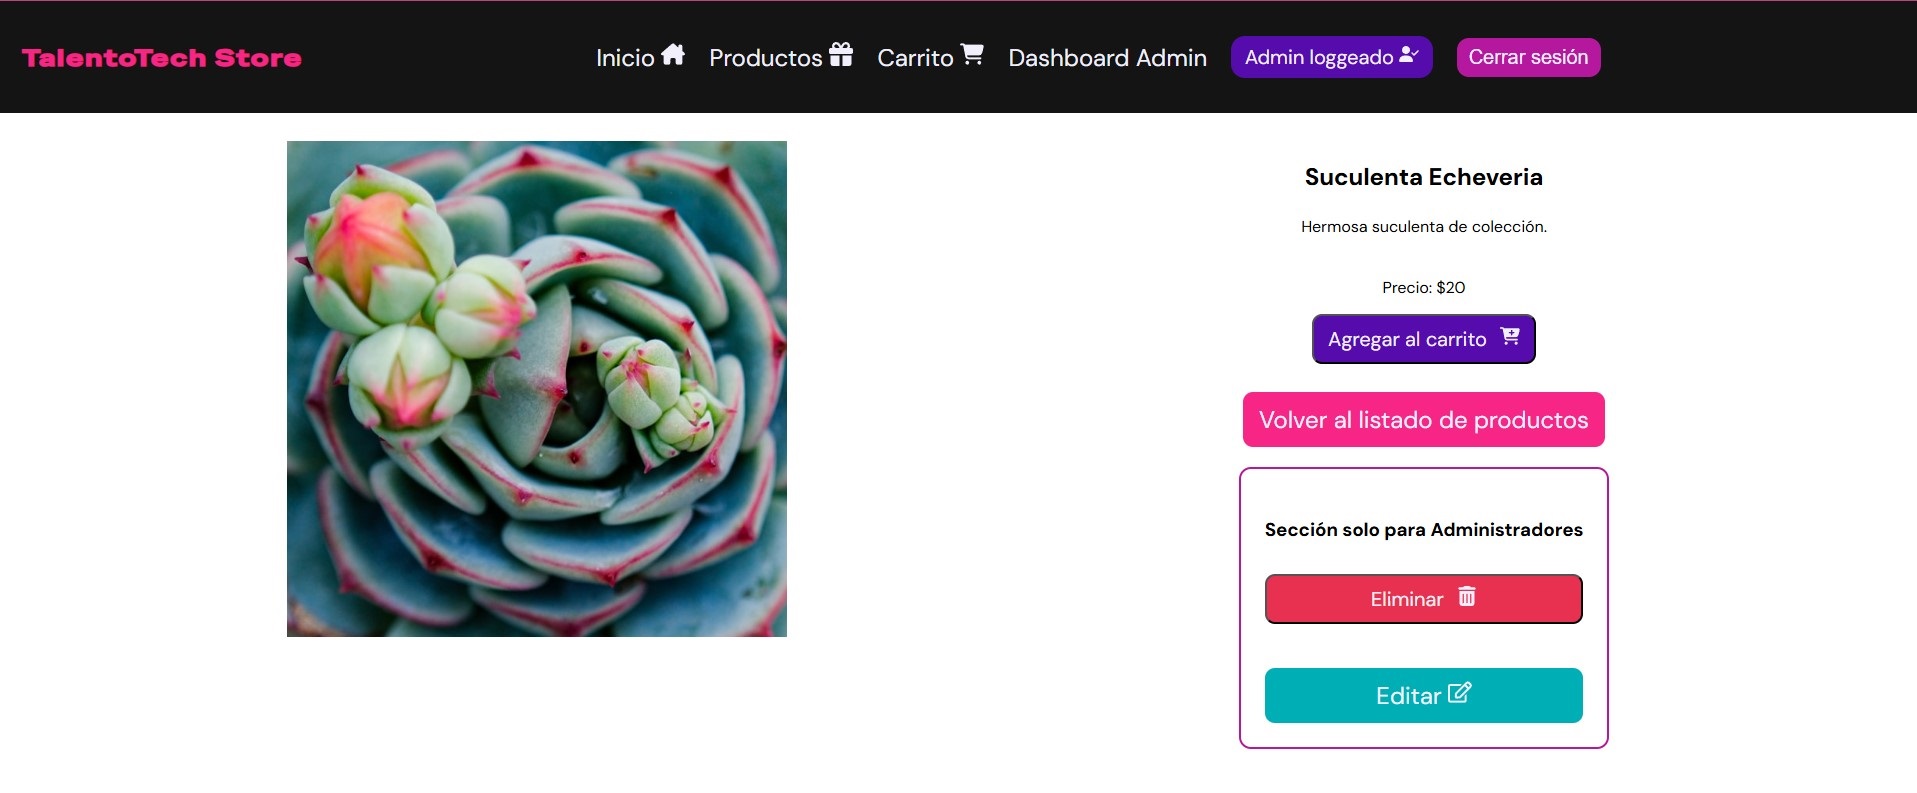 TalentoTech Store
Inicio Productos Carrito Dashboard Admin Admin loggeado Cerrar sesión
Suculenta Echeveria
Hermosa suculenta de colección.
Precio: $20
Agregar al carrito
Volver al listado de productos
Sección solo para Administradores
Eliminar
Editar